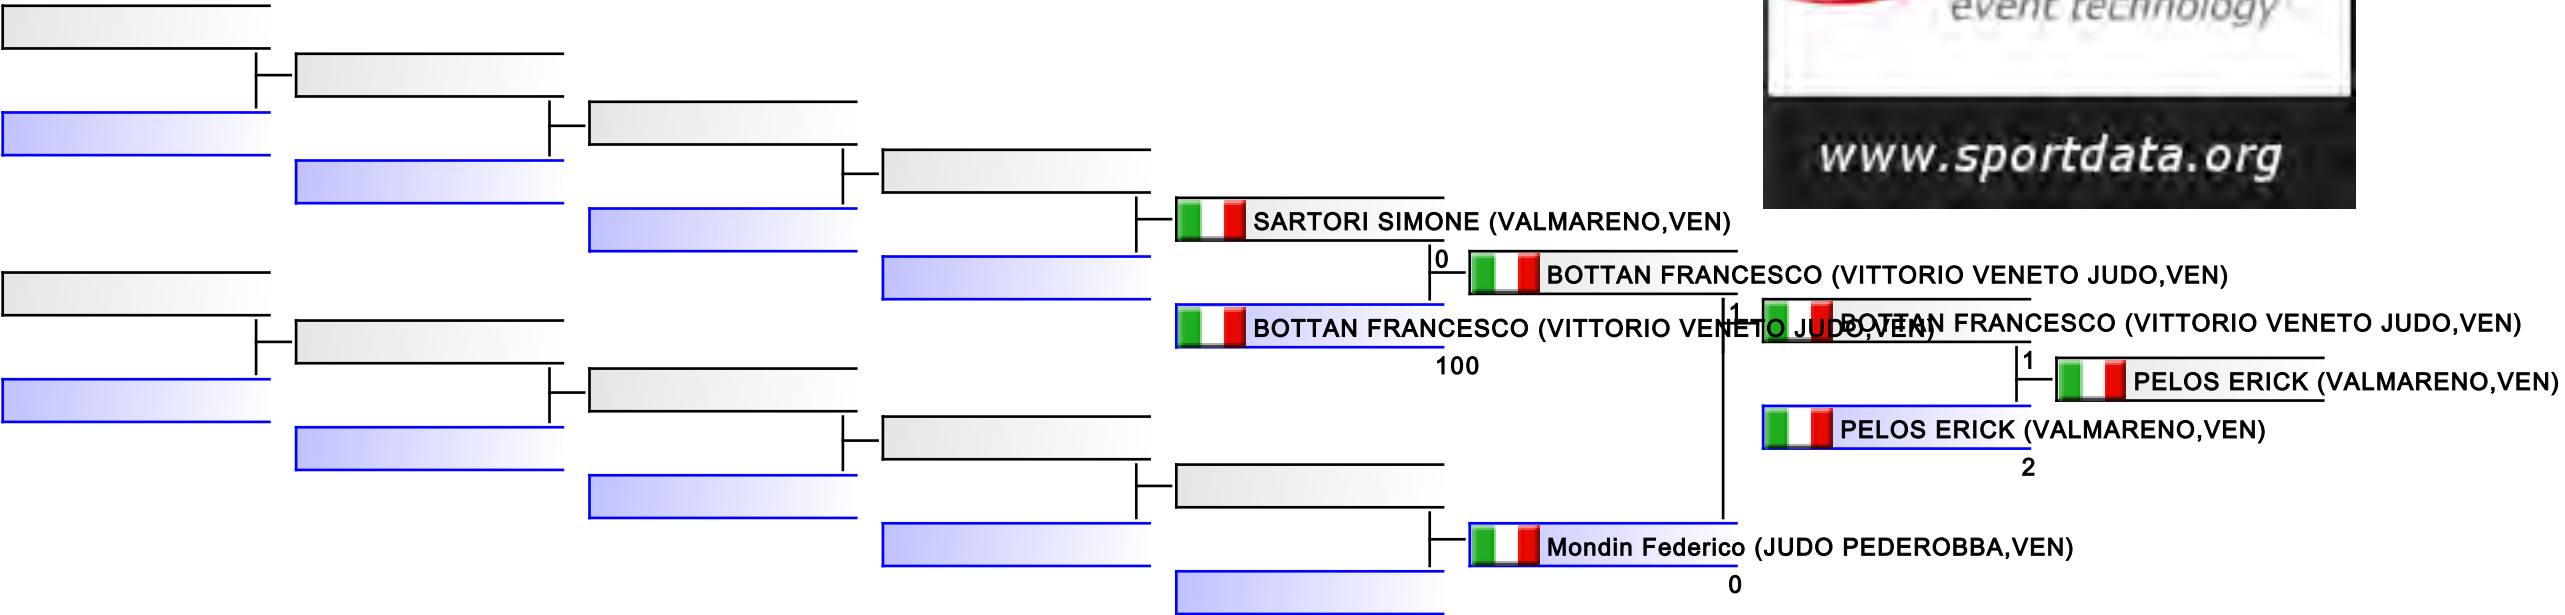 event technology
www.sportdata.org
SARTORI SIMONE (VALMARENO,VEN)
0
BOTTAN FRANCESCO (VITTORIO VENETO JUDO,VEN)
BOTTAN FRANCESCO (VITTORIO VENETO JUDO,VEN)
100
1
BOTTAN FRANCESCO (VITTORIO VENETO JUDO,VEN)
1
PELOS ERICK (VALMARENO,VEN)
PELOS ERICK (VALMARENO,VEN)
2
Mondin Federico (JUDO PEDEROBBA,VEN)
0